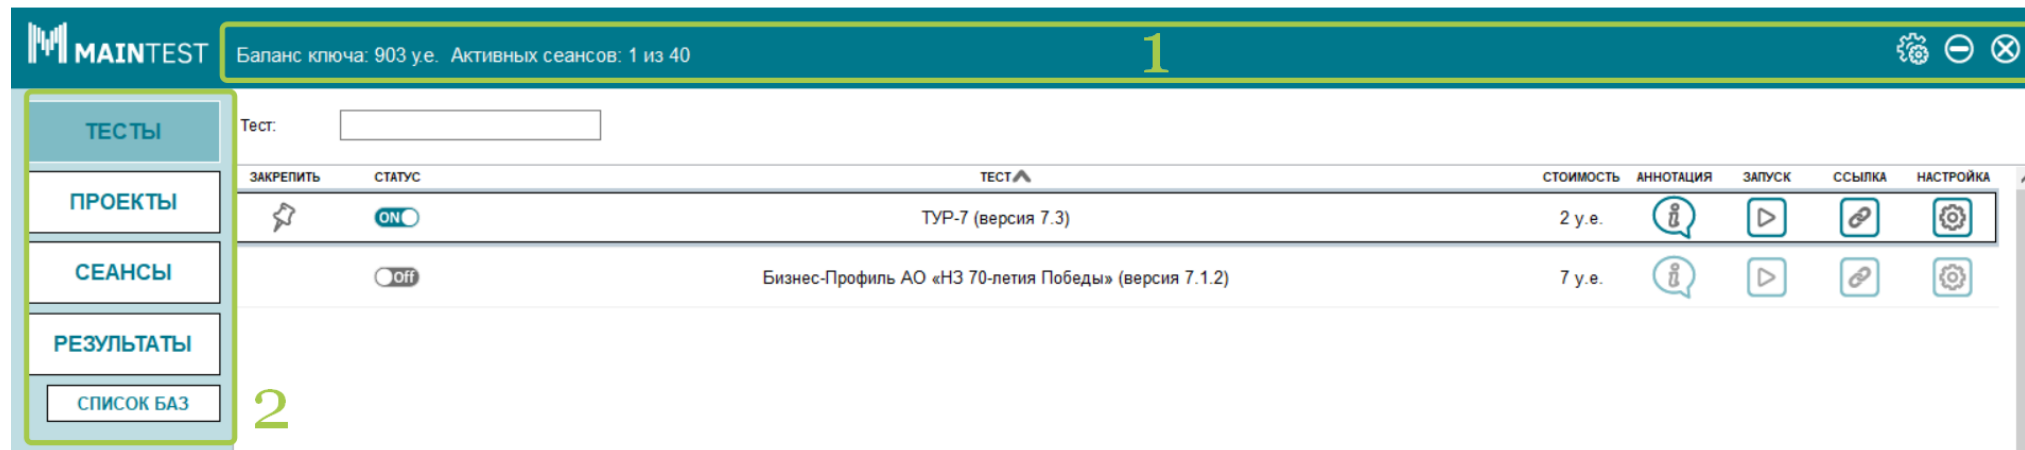 MAINTEST
Баланс ключа: 903 у.е. Активных сеансов: 1 из 40
1
ТЕСТЫ
ПРОЕКТЫ
СЕАНСЫ
РЕЗУЛЬТАТЫ
СПИСОК БАЗ
2
Тест:
ЗАКРЕПИТЬ СТАТУС ТЕСТ СТОИМОСТЬ АННОТАЦИЯ ЗАПУСК ССЫЛКА НАСТРОЙКА
ON ТУР-7 (версия 7.3) 2 у.е.
Off Бизнес-Профиль АО «НЗ 70-летия Победы» (версия 7.1.2) 7 у.е.